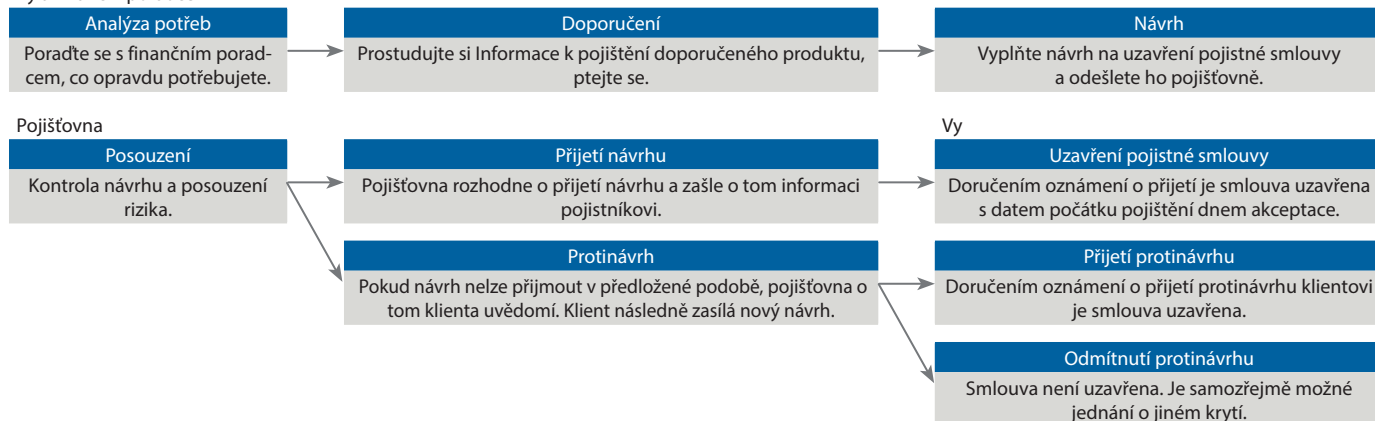 Analýza potřeb
Poraďte se s finančním porad-
cem, co opravdu potřebujete.
Doporučení
Prostudujte si Informace k pojištění doporučeného produktu,
ptejte se.
Návrh
Vyplňte návrh na uzavření pojistné smlouvy
a odešlete ho pojišťovně.
Pojišťovna
Vy
Posouzení
Kontrola návrhu a posouzení
rizika.
Přijetí návrhu
Pojišťovna rozhodne o přijetí návrhu a zašle o tom informaci
pojistníkovi.
Uzavření pojistné smlouvy
Doručením oznámení o přijetí je smlouva uzavřena
s datem počátku pojištění dnem akceptace.
Protinávrh
Pokud návrh nelze přijmout v předložené podobě, pojišťovna o
tom klienta uvědomí. Klient následně zasílá nový návrh.
Přijetí protinávrhu
Doručením oznámení o přijetí protinávrhu klientovi
je smlouva uzavřena.
Odmítnutí protinávrhu
Smlouva není uzavřena. Je samozřejmě možné
jednání o jiném krytí.